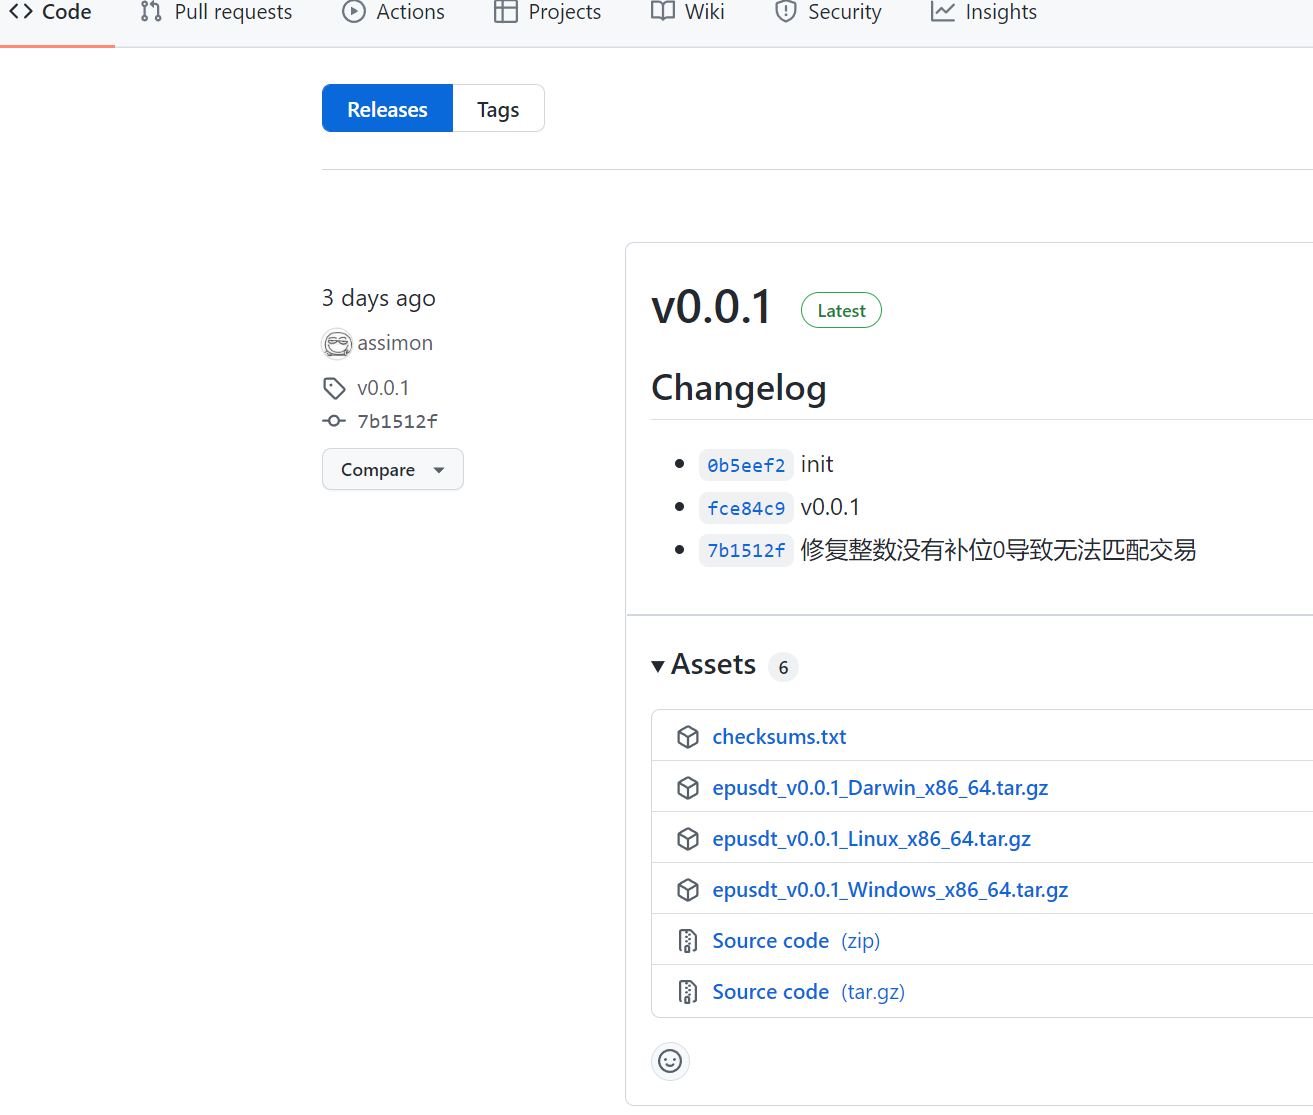 Code Pull requests Actions Projects Wiki Security Insights
Releases Tags
3 days ago
assimon
v0.0.1
7b1512f
Compare
v0.0.1 Latest
Changelog
0b5eef2 init
fce84c9 v0.0.1
7b1512f 修复整数没有补位0导致无法匹配交易
Assets 6
checksums.txt
epusdt_v0.0.1_Darwin_x86_64.tar.gz
epusdt_v0.0.1_Linux_x86_64.tar.gz
epusdt_v0.0.1_Windows_x86_64.tar.gz
Source code (zip)
Source code (tar.gz)